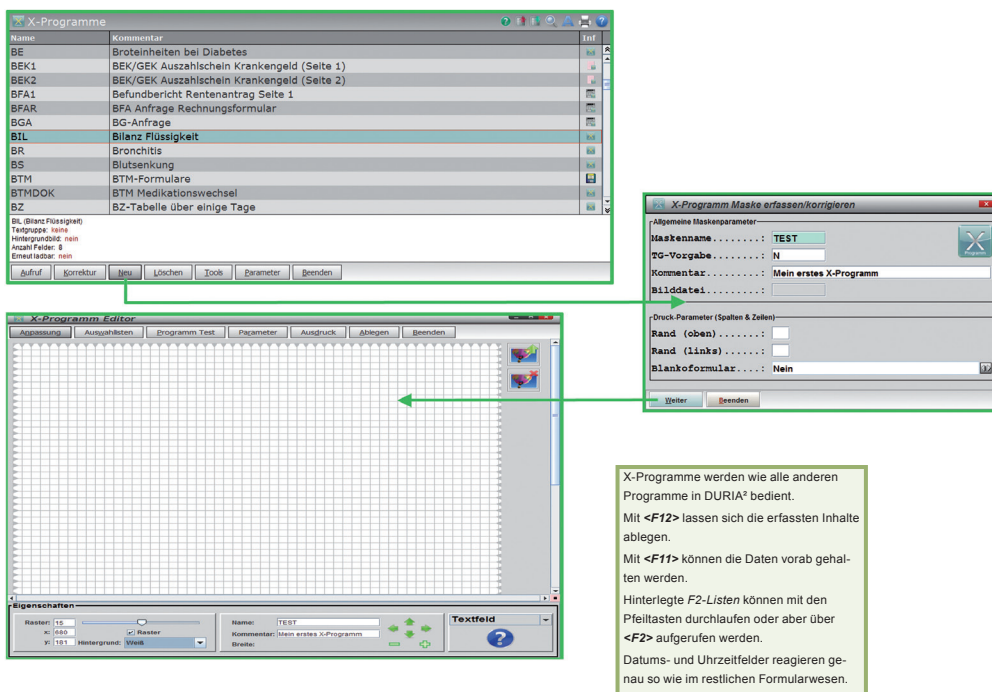 X-Programme
Name Kommentar Inf
BE Broteinheiten bei Diabetes
BEK1 BEK/GEK Auszahlschein Krankengeld (Seite 1)
BEK2 BEK/GEK Auszahlschein Krankengeld (Seite 2)
BFA1 Befundbericht Rentenantrag Seite 1
BFAR BFA Anfrage Rechnungsformular
BGA BG-Anfrage
BIL Bilanz Flüssigkeit
BR Bronchitis
BS Blutsenkung
BTM BTM-Formulare
BTMDOK BTM Medikationswechsel
BZ BZ-Tabelle über einige Tage
BIL (Bilanz Flüssigkeit)
Textgruppe: keine
Hintergrundbild: nein
Anzahl Felder: 8
Erneut ladbar: nein
Aufruf Korrektur Neu Löschen Tools Parameter Beenden
X-Programm Maske erfassen/korrigieren
Allgemeine Maskenparameter
Maskenname........: TEST
TG-Vorgabe........: N
Kommentar.........: Mein erstes X-Programm
Bilddatei.........:
Programm
Druck-Parameter (Spalten & Zeilen)
Rand (oben).......:
Rand (links)......:
Blankoformular....: Nein
Weiter Beenden
X-Programm Editor
Anpassung Auswahllisten Programm Test Parameter Ausdruck Ablegen Beenden
Eigenschaften
Raster: 15
x: 680 Raster
y: 161 Hintergrund: Weiß
Name: TEST
Kommentar: Mein erstes X-Programm
Breite:
Textfeld
X-Programme werden wie alle anderen
Programme in DURIA² bedient.
Mit <F12> lassen sich die erfassten Inhalte
ablegen.
Mit <F11> können die Daten vorab gehal-
ten werden.
Hinterlegte F2-Listen können mit den
Pfeiltasten durchlaufen oder aber über
<F2> aufgerufen werden.
Datums- und Uhrzeitfelder reagieren ge-
nau so wie im restlichen Formularwesen.